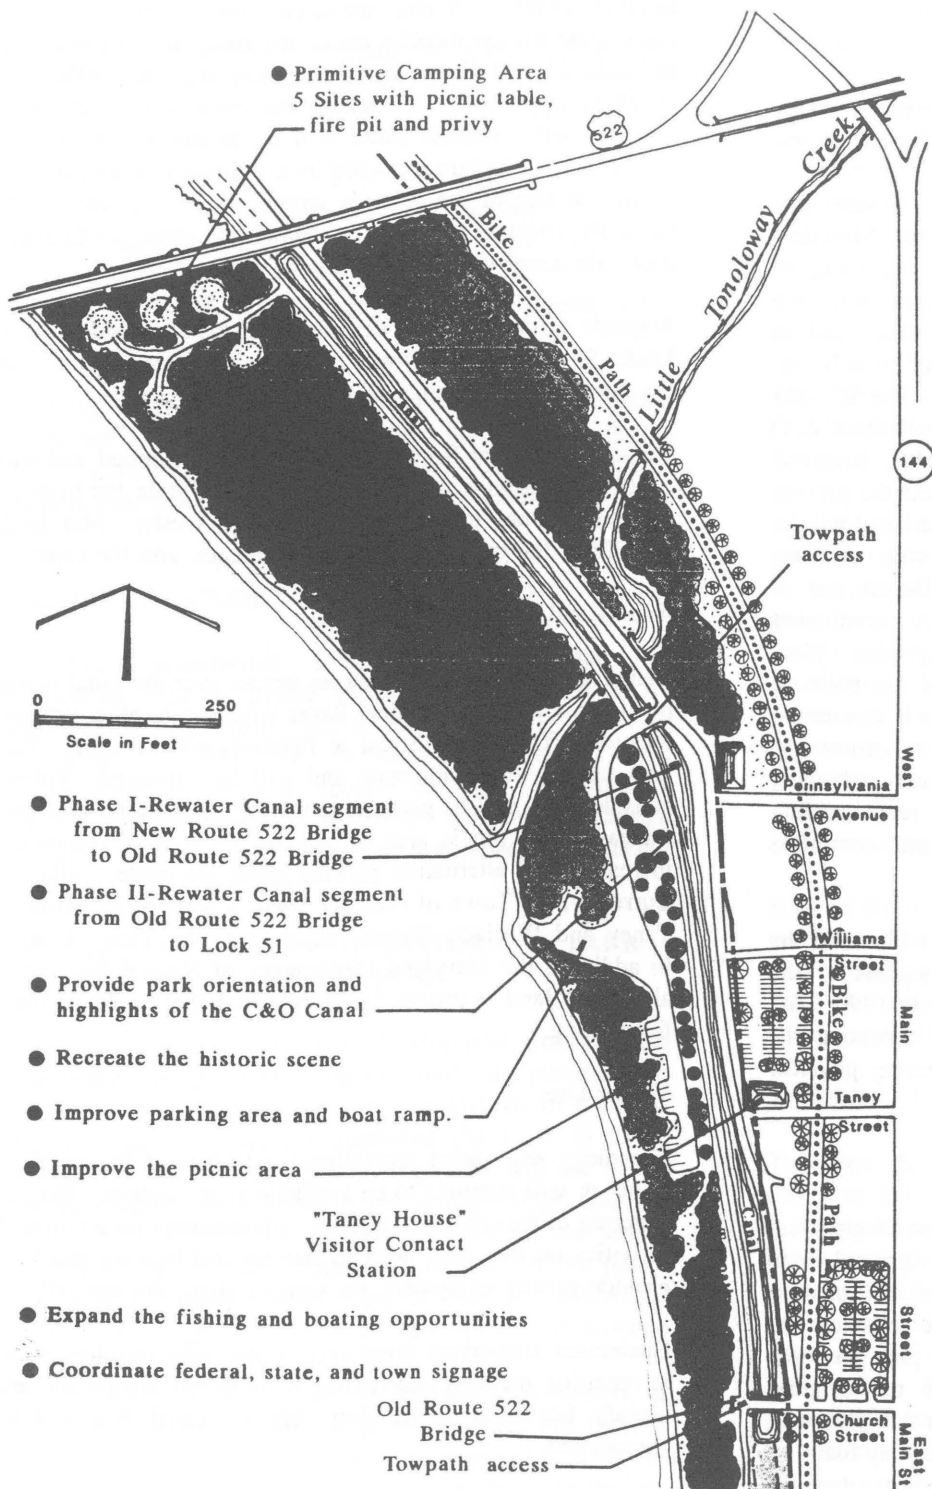 ● Primitive Camping Area
5 Sites with picnic table,
fire pit and privy
522
Creek
Tonoloway
Little
Bike
Path
Canal
144
Towpath
access
0 250
Scale in Feet
West
Pennsylvania
Avenue
Williams
Street
Main
Bike
Taney
Street
Path
Canal
Street
Church
Street
East
Main St
● Phase I-Rewater Canal segment
from New Route 522 Bridge
to Old Route 522 Bridge
● Phase II-Rewater Canal segment
from Old Route 522 Bridge
to Lock 51
● Provide park orientation and
highlights of the C&O Canal
● Recreate the historic scene
● Improve parking area and boat ramp.
● Improve the picnic area
"Taney House"
Visitor Contact
Station
● Expand the fishing and boating opportunities
● Coordinate federal, state, and town signage
Old Route 522
Bridge
Towpath access